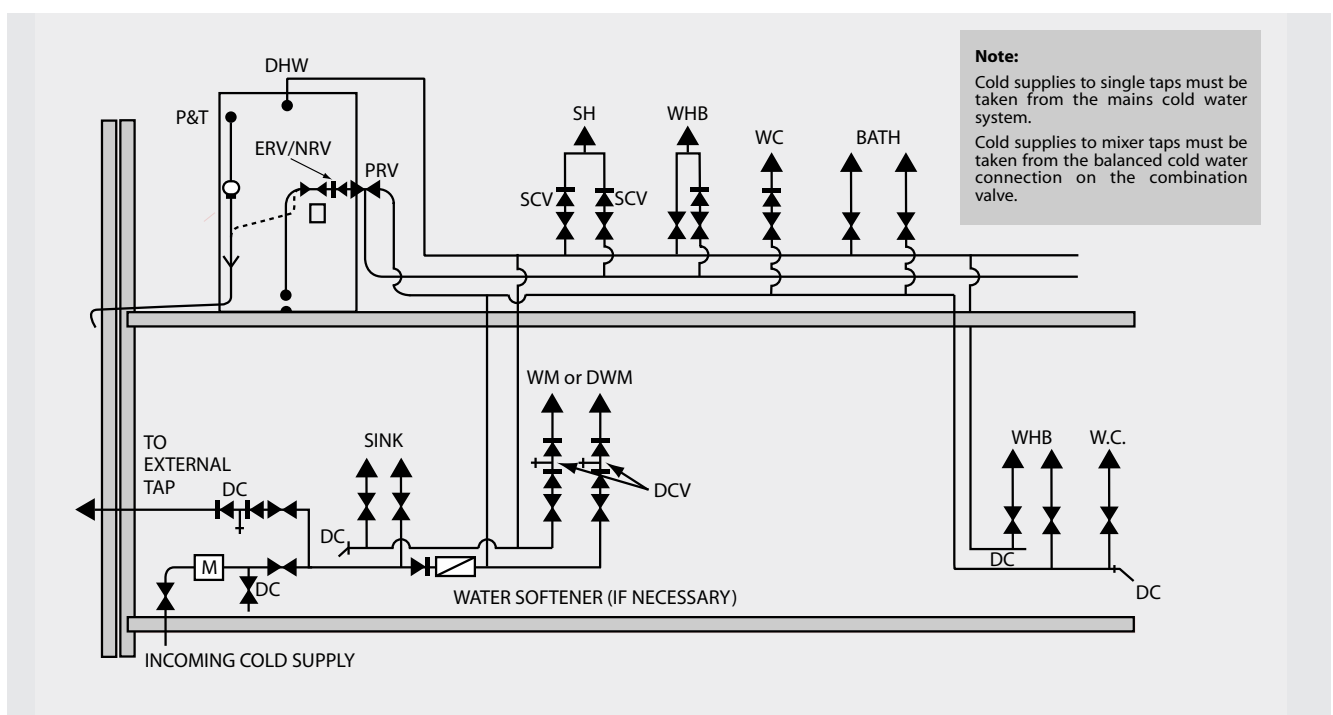 Note:
Cold supplies to single taps must be
taken from the mains cold water
system.
Cold supplies to mixer taps must be
taken from the balanced cold water
connection on the combination
valve.
DHW
P&T
ERV/NRV
PRV
SH
WHB
WC
BATH
SCV
SCV
WM or DWM
TO
EXTERNAL
TAP
SINK
WHB
W.C.
DC
DCV
DC
DC
M
DC
DC
WATER SOFTENER (IF NECESSARY)
INCOMING COLD SUPPLY